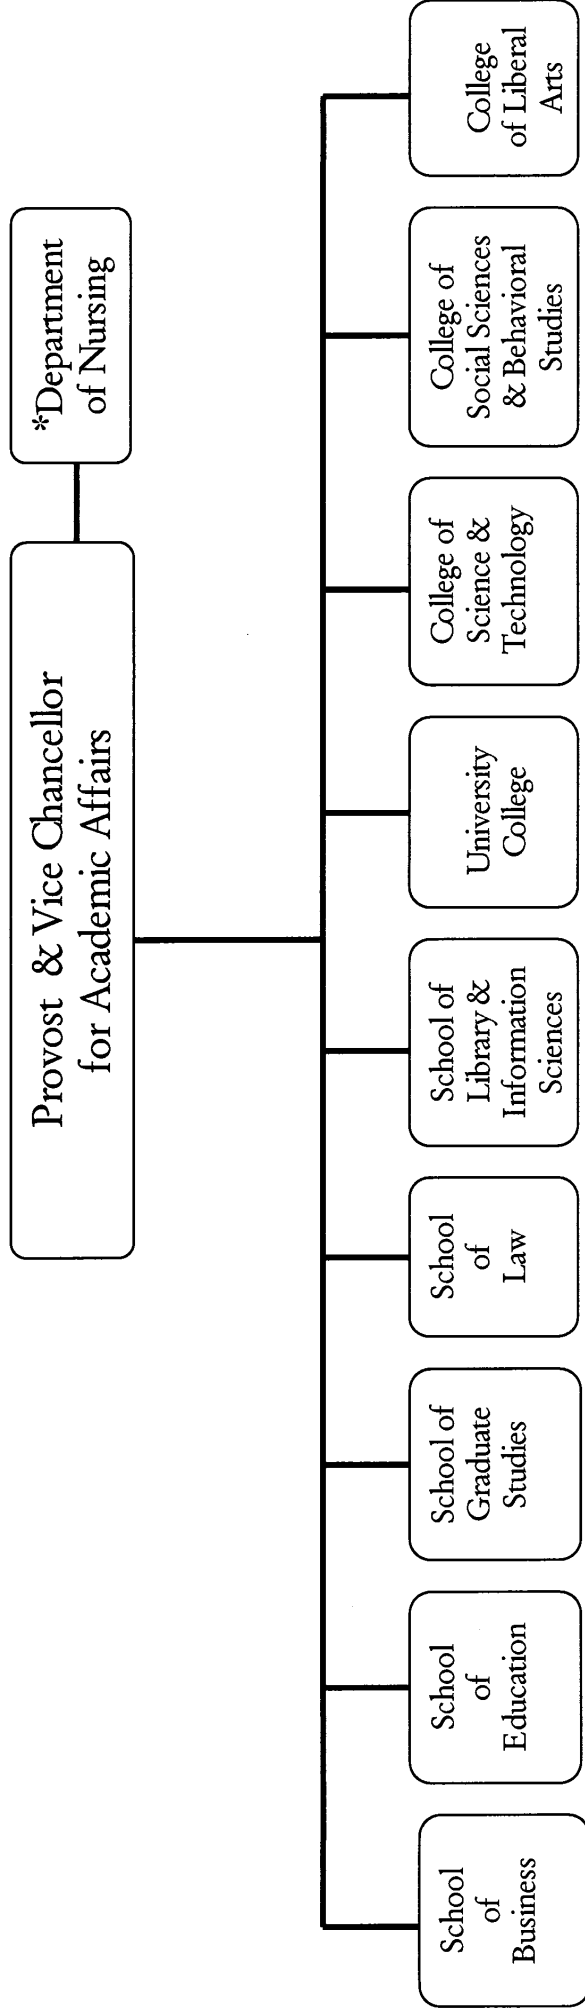 Provost & Vice Chancellor
for Academic Affairs
*Department
of Nursing
School
of
Business
School
of
Education
School of
Graduate
Studies
School
of
Law
School of
Library &
Information
Sciences
University
College
College of
Science &
Technology
College of
Social Sciences
& Behavioral
Studies
College
of Liberal
Arts